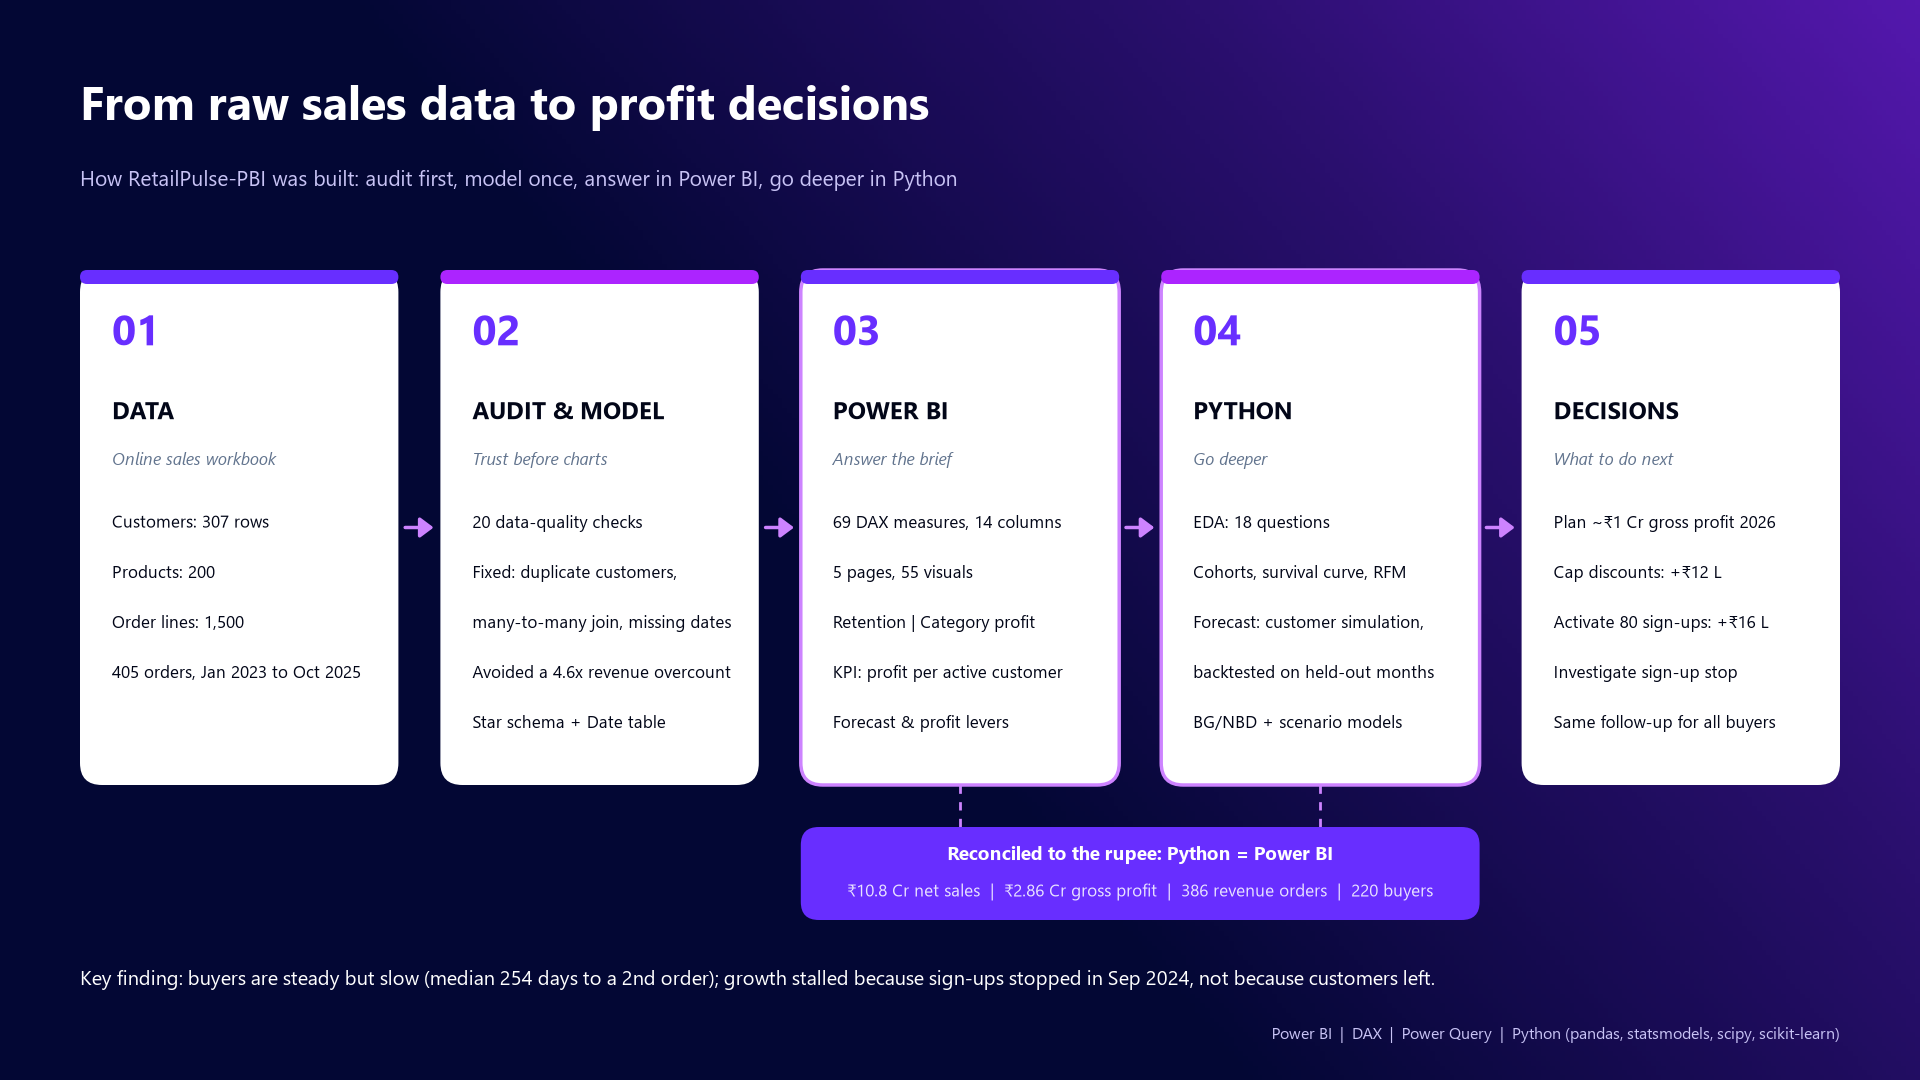 From raw sales data to profit decisions
How RetailPulse-PBI was built: audit first, model once, answer in Power BI, go deeper in Python
01
DATA
Online sales workbook
Customers: 307 rows
Products: 200
Order lines: 1,500
405 orders, Jan 2023 to Oct 2025
02
AUDIT & MODEL
Trust before charts
20 data-quality checks
Fixed: duplicate customers,
many-to-many join, missing dates
Avoided a 4.6x revenue overcount
Star schema + Date table
03
POWER BI
Answer the brief
69 DAX measures, 14 columns
5 pages, 55 visuals
Retention | Category profit
KPI: profit per active customer
Forecast & profit levers
04
PYTHON
Go deeper
EDA: 18 questions
Cohorts, survival curve, RFM
Forecast: customer simulation,
backtested on held-out months
BG/NBD + scenario models
05
DECISIONS
What to do next
Plan ~₹1 Cr gross profit 2026
Cap discounts: +₹12 L
Activate 80 sign-ups: +₹16 L
Investigate sign-up stop
Same follow-up for all buyers
Reconciled to the rupee: Python = Power BI
₹10.8 Cr net sales | ₹2.86 Cr gross profit | 386 revenue orders | 220 buyers
Key finding: buyers are steady but slow (median 254 days to a 2nd order); growth stalled because sign-ups stopped in Sep 2024, not because customers left.
Power BI | DAX | Power Query | Python (pandas, statsmodels, scipy, scikit-learn)